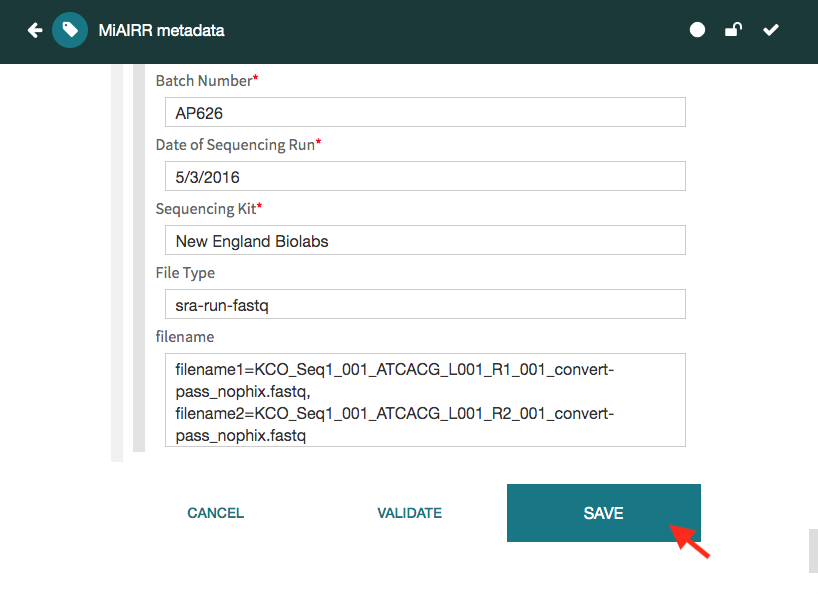 MiAIRR metadata
Batch Number*
AP626
Date of Sequencing Run*
5/3/2016
Sequencing Kit*
New England Biolabs
File Type
sra-run-fastq
filename
filename1=KCO_Seq1_001_ATCACG_L001_R1_001_convert-
pass_nophix.fastq,
filename2=KCO_Seq1_001_ATCACG_L001_R2_001_convert-
pass_nophix.fastq
CANCEL VALIDATE SAVE